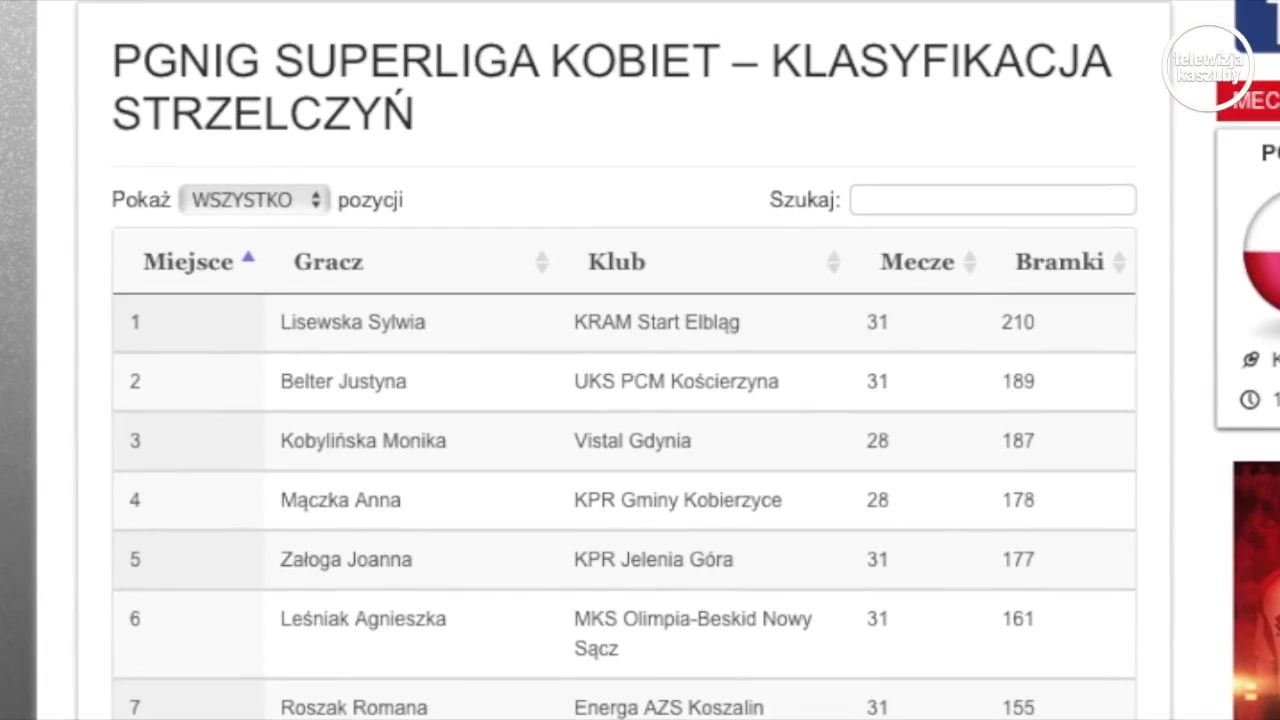 PGNIG SUPERLIGA KOBIET – KLASYFIKACJA
STRZELCZYŃ
telewizja
kaszuby
MEC
Pokaż WSZYSTKO pozycji Szukaj:
Miejsce Gracz Klub Mecze Bramki
1 Lisewska Sylwia KRAM Start Elbląg 31 210
2 Belter Justyna UKS PCM Kościerzyna 31 189
3 Kobylińska Monika Vistal Gdynia 28 187
4 Mączka Anna KPR Gminy Kobierzyce 28 178
5 Załoga Joanna KPR Jelenia Góra 31 177
6 Leśniak Agnieszka MKS Olimpia-Beskid Nowy
Sącz 31 161
7 Roszak Romana Energa AZS Koszalin 31 155